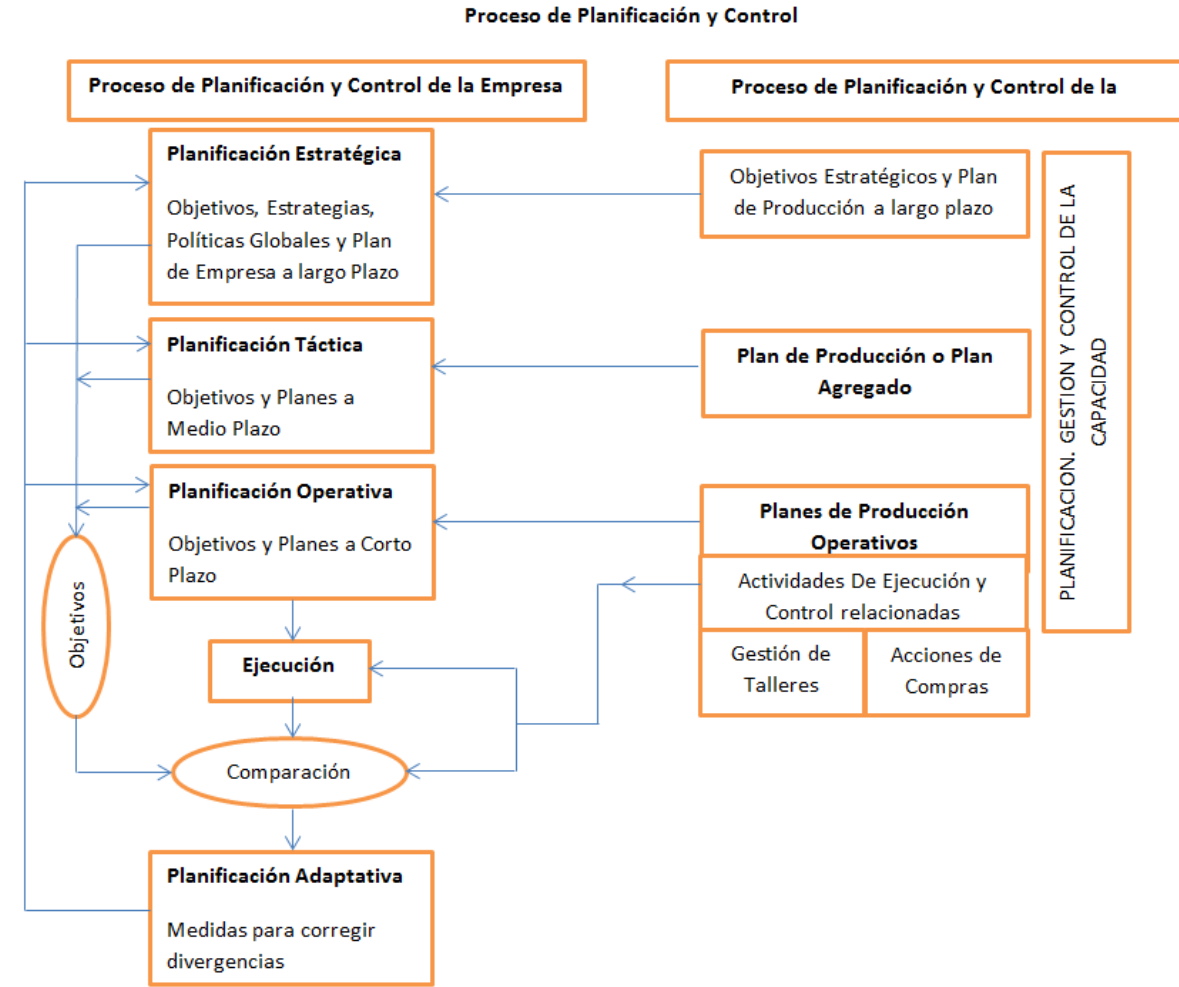 Proceso de Planificación y Control
Proceso de Planificación y Control de la Empresa
Proceso de Planificación y Control de la
Planificación Estratégica
Objetivos, Estrategias,
Políticas Globales y Plan
de Empresa a largo Plazo
Objetivos Estratégicos y Plan
de Producción a largo plazo
PLANIFICACION. GESTION Y CONTROL DE LA
CAPACIDAD
Planificación Táctica
Objetivos y Planes a
Medio Plazo
Plan de Producción o Plan
Agregado
Planificación Operativa
Objetivos y Planes a Corto
Plazo
Planes de Producción
Operativos
Actividades De Ejecución y
Control relacionadas
Gestión de
Talleres
Acciones de
Compras
Objetivos
Ejecución
Comparación
Planificación Adaptativa
Medidas para corregir
divergencias